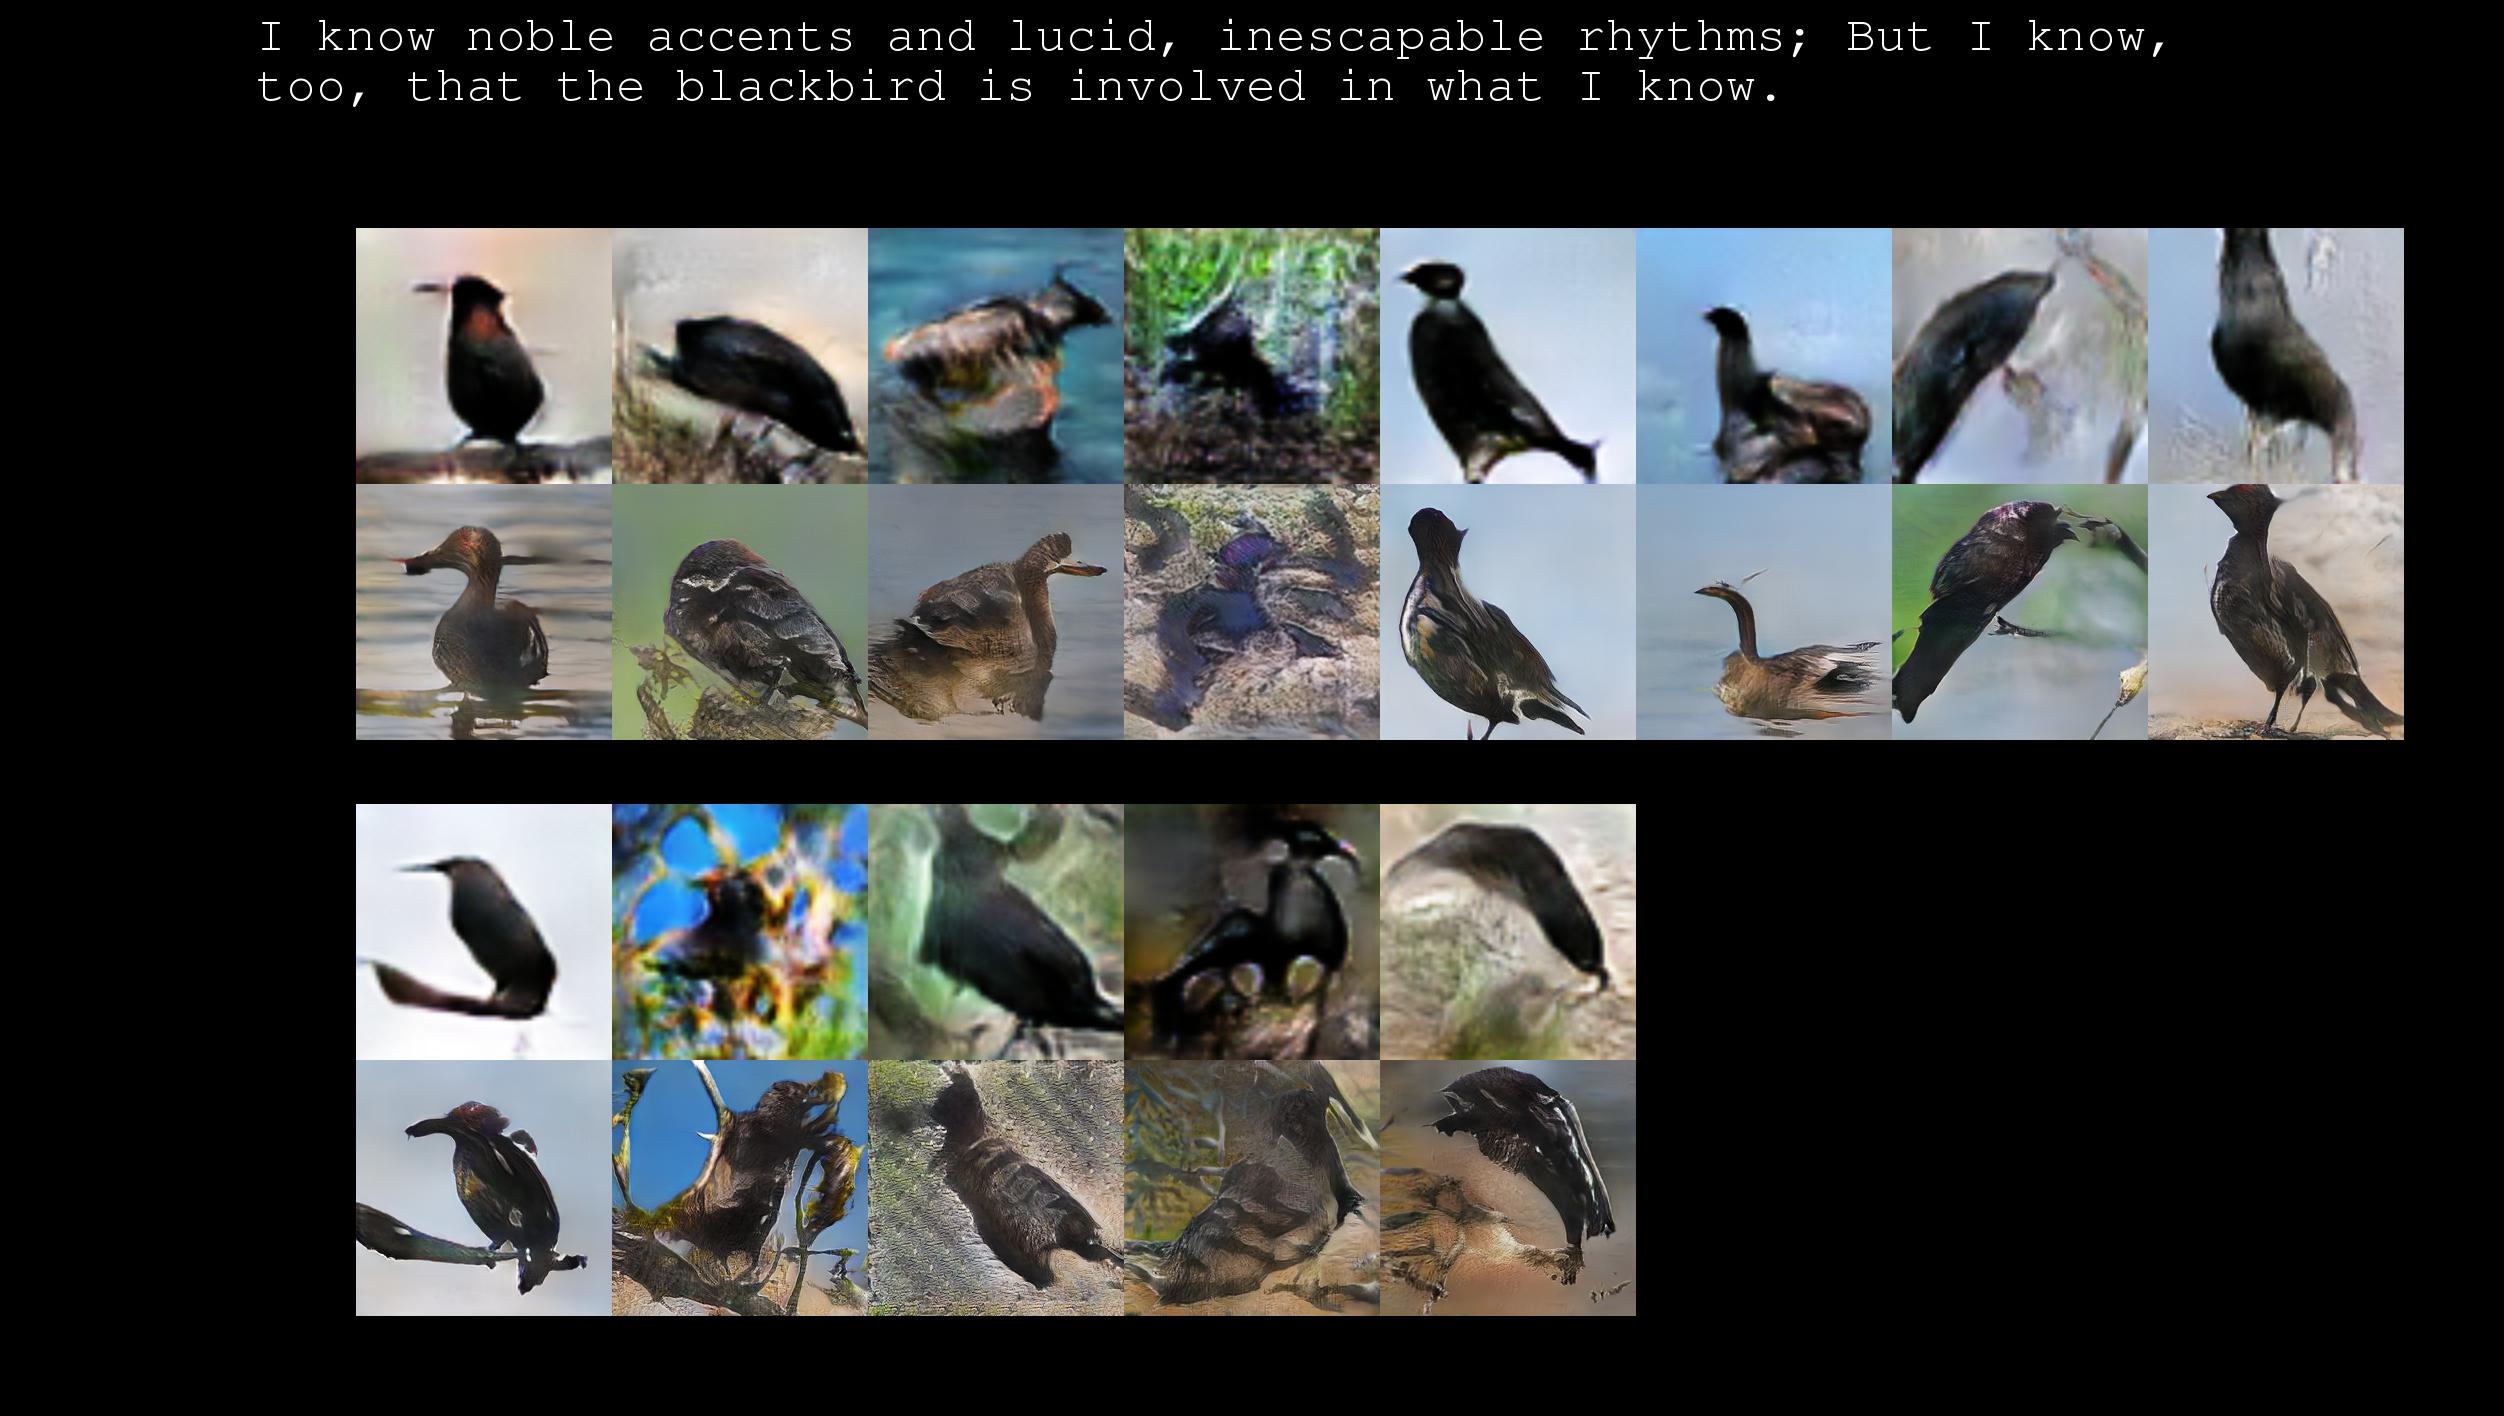 I know noble accents and lucid, inescapable rhythms; But I know,
too, that the blackbird is involved in what I know.